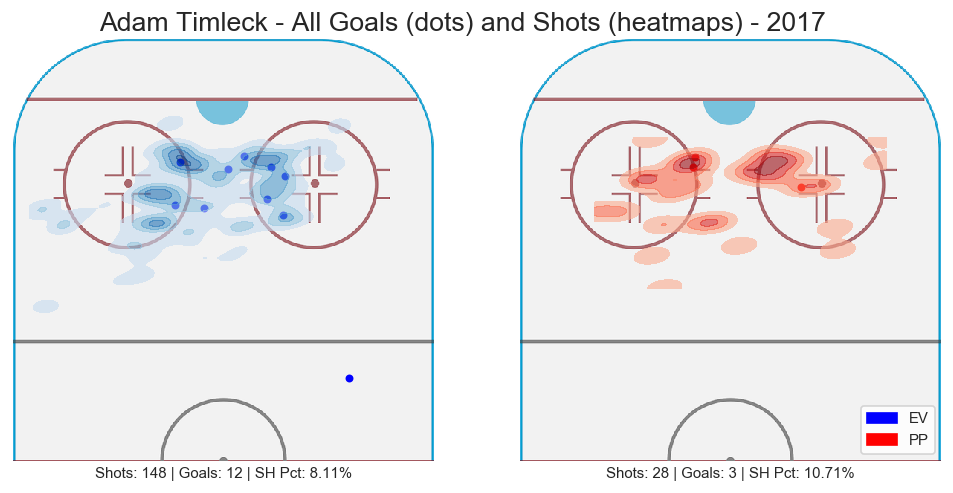 Adam Timleck - All Goals (dots) and Shots (heatmaps) - 2017
EV
PP
Shots: 148 | Goals: 12 | SH Pct: 8.11%
Shots: 28 | Goals: 3 | SH Pct: 10.71%